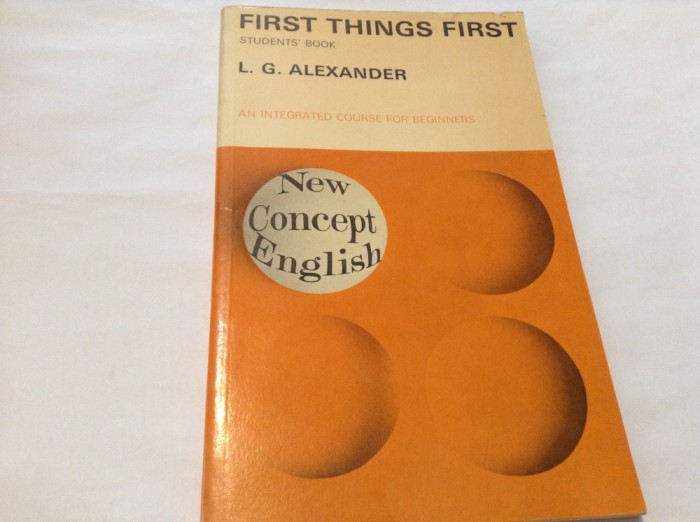 FIRST THINGS FIRST
STUDENTS' BOOK
L. G. ALEXANDER
AN INTEGRATED COURSE FOR BEGINNERS
New
Concept
English